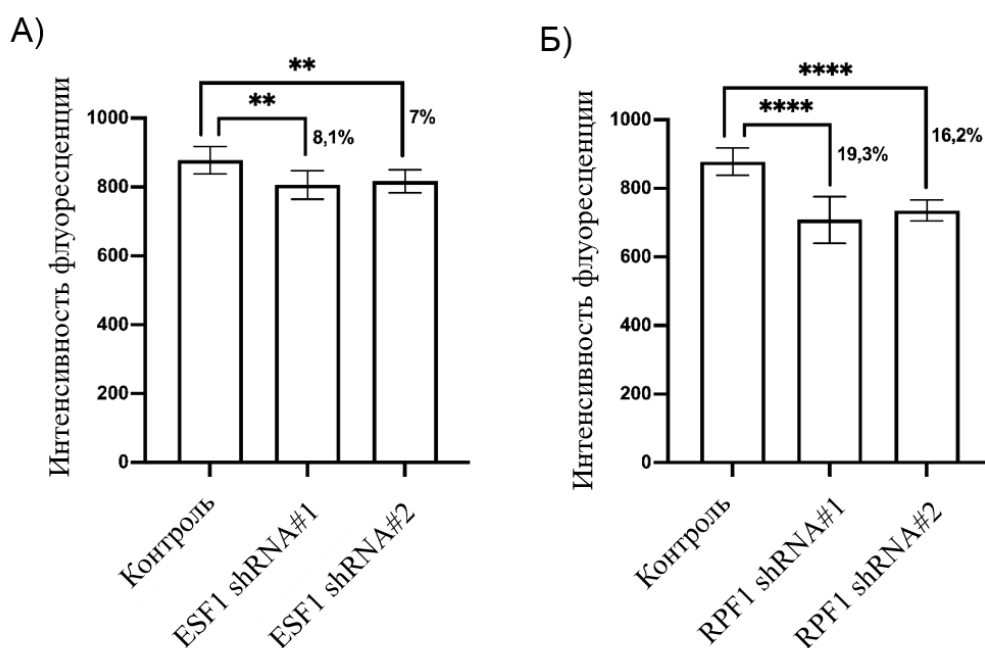 А)
**
**
8,1%
7%
Интенсивность флуоресценции
1000
800
600
400
200
0
Контроль
ESF1 shRNA#1
ESF1 shRNA#2
Б)
****
****
19,3%
16,2%
Интенсивность флуоресценции
1000
800
600
400
200
0
Контроль
RPF1 shRNA#1
RPF1 shRNA#2